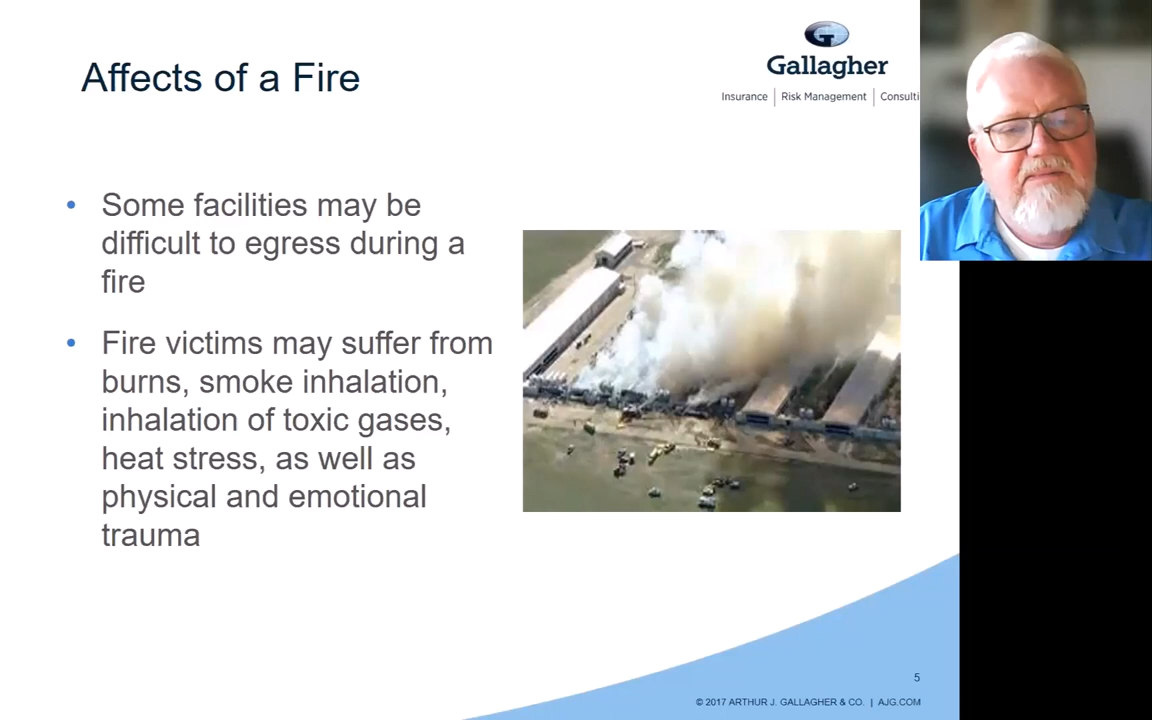 Affects of a Fire
Gallagher
Insurance | Risk Management | Consulti
• Some facilities may be
difficult to egress during a
fire
• Fire victims may suffer from
burns, smoke inhalation,
inhalation of toxic gases,
heat stress, as well as
physical and emotional
trauma
5
© 2017 ARTHUR J. GALLAGHER & CO. | AJG.COM